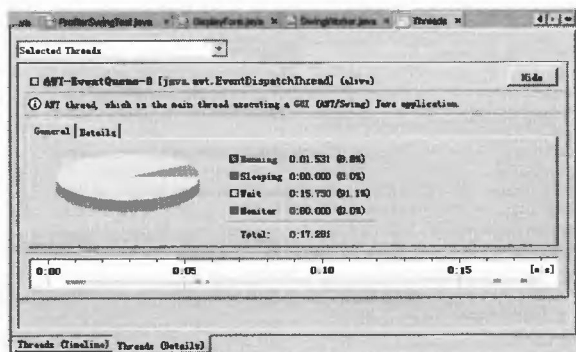 ProfilerSwingTest.java
DisplayForm.java
SwingWorker.java
Threads
Selected Threads
AWT-EventQueue-0 [java.awt.EventDispatchThread] (alive)
Hide
AWT thread, which is the main thread executing a GUI (AWT/Swing) Java application.
General Details
Running 0:01.531 (8.8%)
Sleeping 0:00.000 (0.0%)
Wait 0:15.750 (91.1%)
Monitor 0:00.000 (0.0%)
Total: 0:17.281
0:00 0:05 0:10 0:15 [m:s]
Threads (Timeline) Threads (Details)